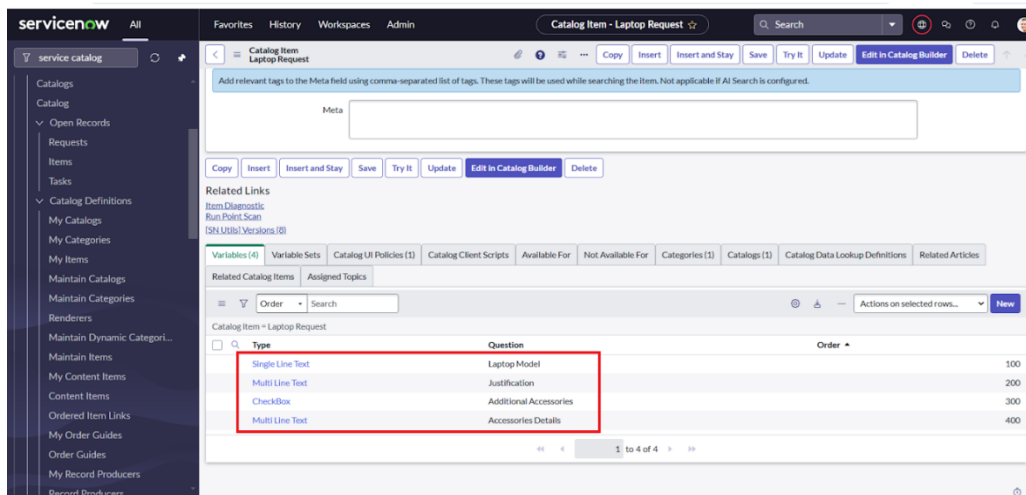 servicenow All Favorites History Workspaces Admin Catalog Item - Laptop Request Search
service catalog
Catalogs
Catalog
Open Records
Requests
Items
Tasks
Catalog Definitions
My Catalogs
My Categories
My Items
Maintain Catalogs
Maintain Categories
Renderers
Maintain Dynamic Categori...
Maintain Items
My Content Items
Content Items
Ordered Item Links
My Order Guides
Order Guides
My Record Producers
Record Producers
Catalog Item
Laptop Request
Copy Insert Insert and Stay Save Try It Update Edit in Catalog Builder Delete
Add relevant tags to the Meta field using comma-separated list of tags. These tags will be used while searching the item. Not applicable if AI Search is configured.
Meta
Copy Insert Insert and Stay Save Try It Update Edit in Catalog Builder Delete
Related Links
Item Diagnostic
Run Point Scan
[SN Utils] Versions (8)
Variables (4) Variable Sets Catalog UI Policies (1) Catalog Client Scripts Available For Not Available For Categories (1) Catalogs (1) Catalog Data Lookup Definitions Related Articles
Related Catalog Items Assigned Topics
Order Search Actions on selected rows... New
Catalog Item = Laptop Request
Type Question Order
Single Line Text Laptop Model 100
Multi Line Text Justification 200
CheckBox Additional Accessories 300
Multi Line Text Accessories Details 400
1 to 4 of 4